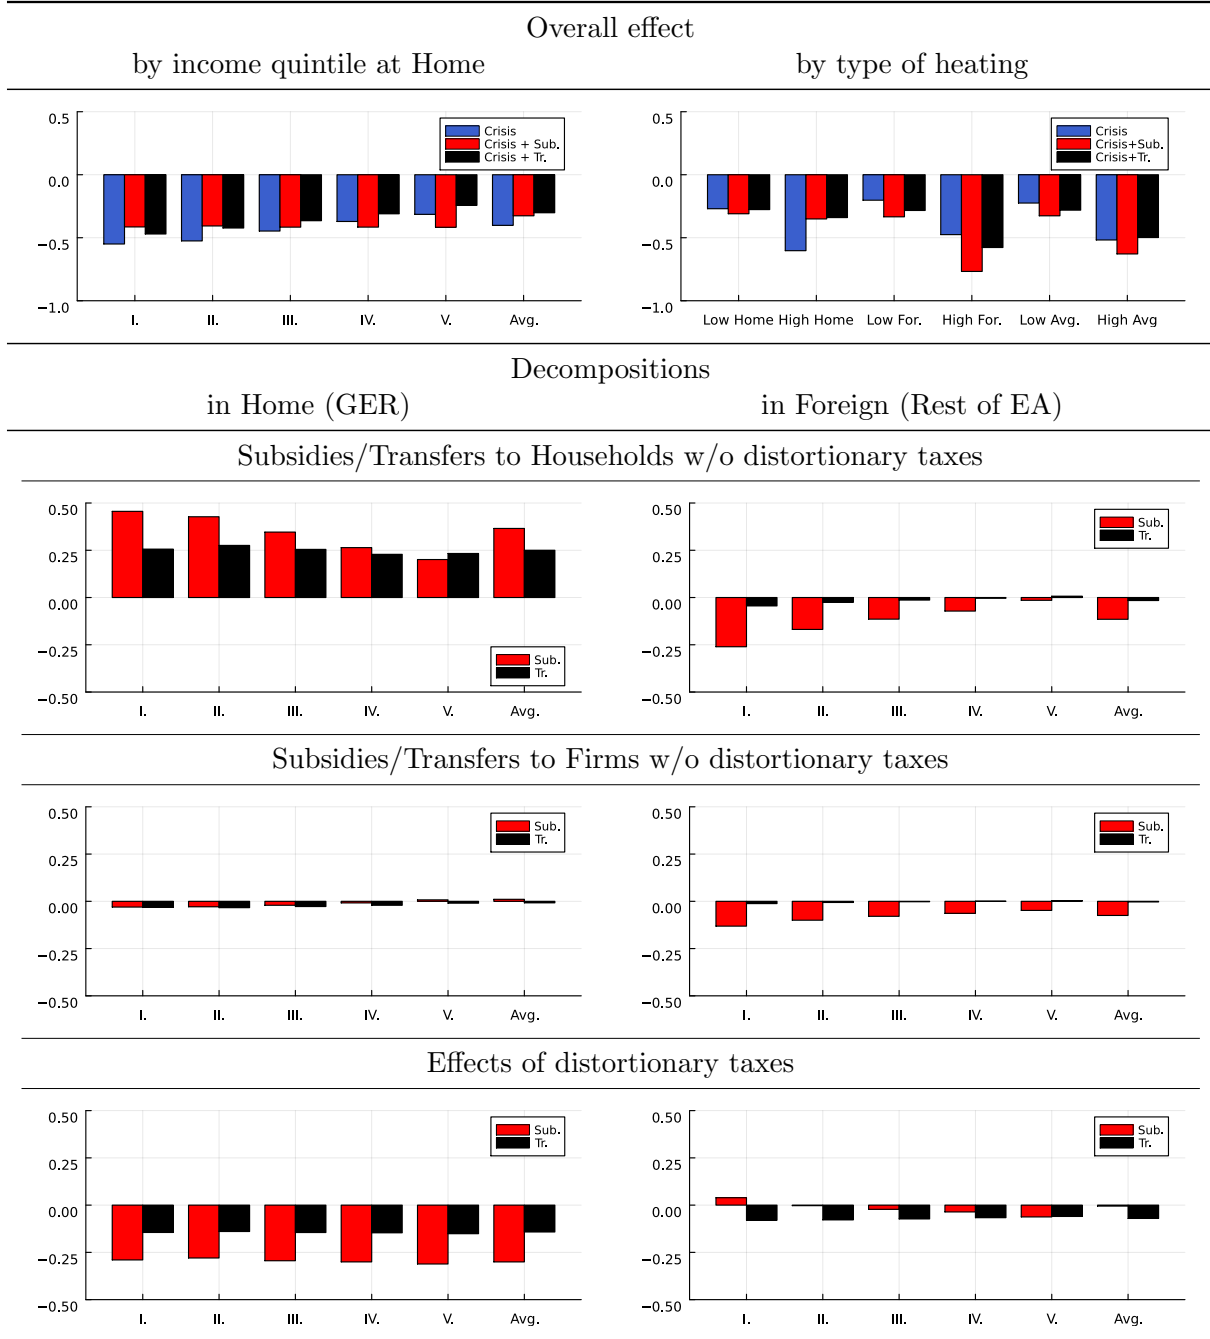 Overall effect
by income quintile at Home
by type of heating
0.5
0.0
−0.5
−1.0
Crisis
Crisis + Sub.
Crisis + Tr.
I. II. III. IV. V. Avg.
0.5
0.0
−0.5
−1.0
Crisis
Crisis+Sub.
Crisis+Tr.
Low Home High Home Low For. High For. Low Avg. High Avg
Decompositions
in Home (GER)
in Foreign (Rest of EA)
Subsidies/Transfers to Households w/o distortionary taxes
0.50
0.25
0.00
−0.25
−0.50
Sub.
Tr.
I. II. III. IV. V. Avg.
0.50
0.25
0.00
−0.25
−0.50
Sub.
Tr.
I. II. III. IV. V. Avg.
Subsidies/Transfers to Firms w/o distortionary taxes
0.50
0.25
0.00
−0.25
−0.50
Sub.
Tr.
I. II. III. IV. V. Avg.
0.50
0.25
0.00
−0.25
−0.50
Sub.
Tr.
I. II. III. IV. V. Avg.
Effects of distortionary taxes
0.50
0.25
0.00
−0.25
−0.50
Sub.
Tr.
I. II. III. IV. V. Avg.
0.50
0.25
0.00
−0.25
−0.50
Sub.
Tr.
I. II. III. IV. V. Avg.